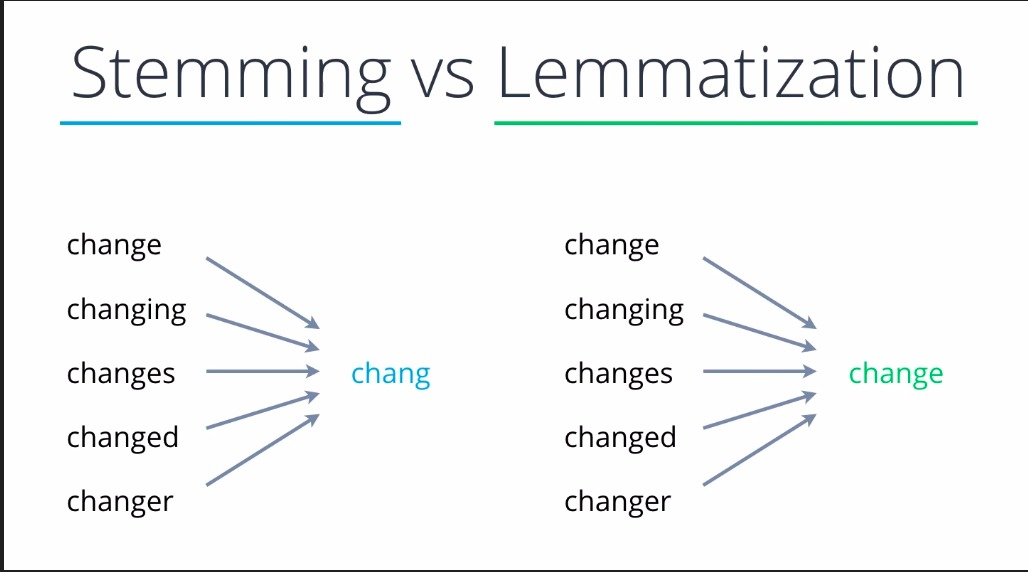 Stemming vs Lemmatization
change
changing
changes
changed
changer
chang
change
changing
changes
changed
changer
change